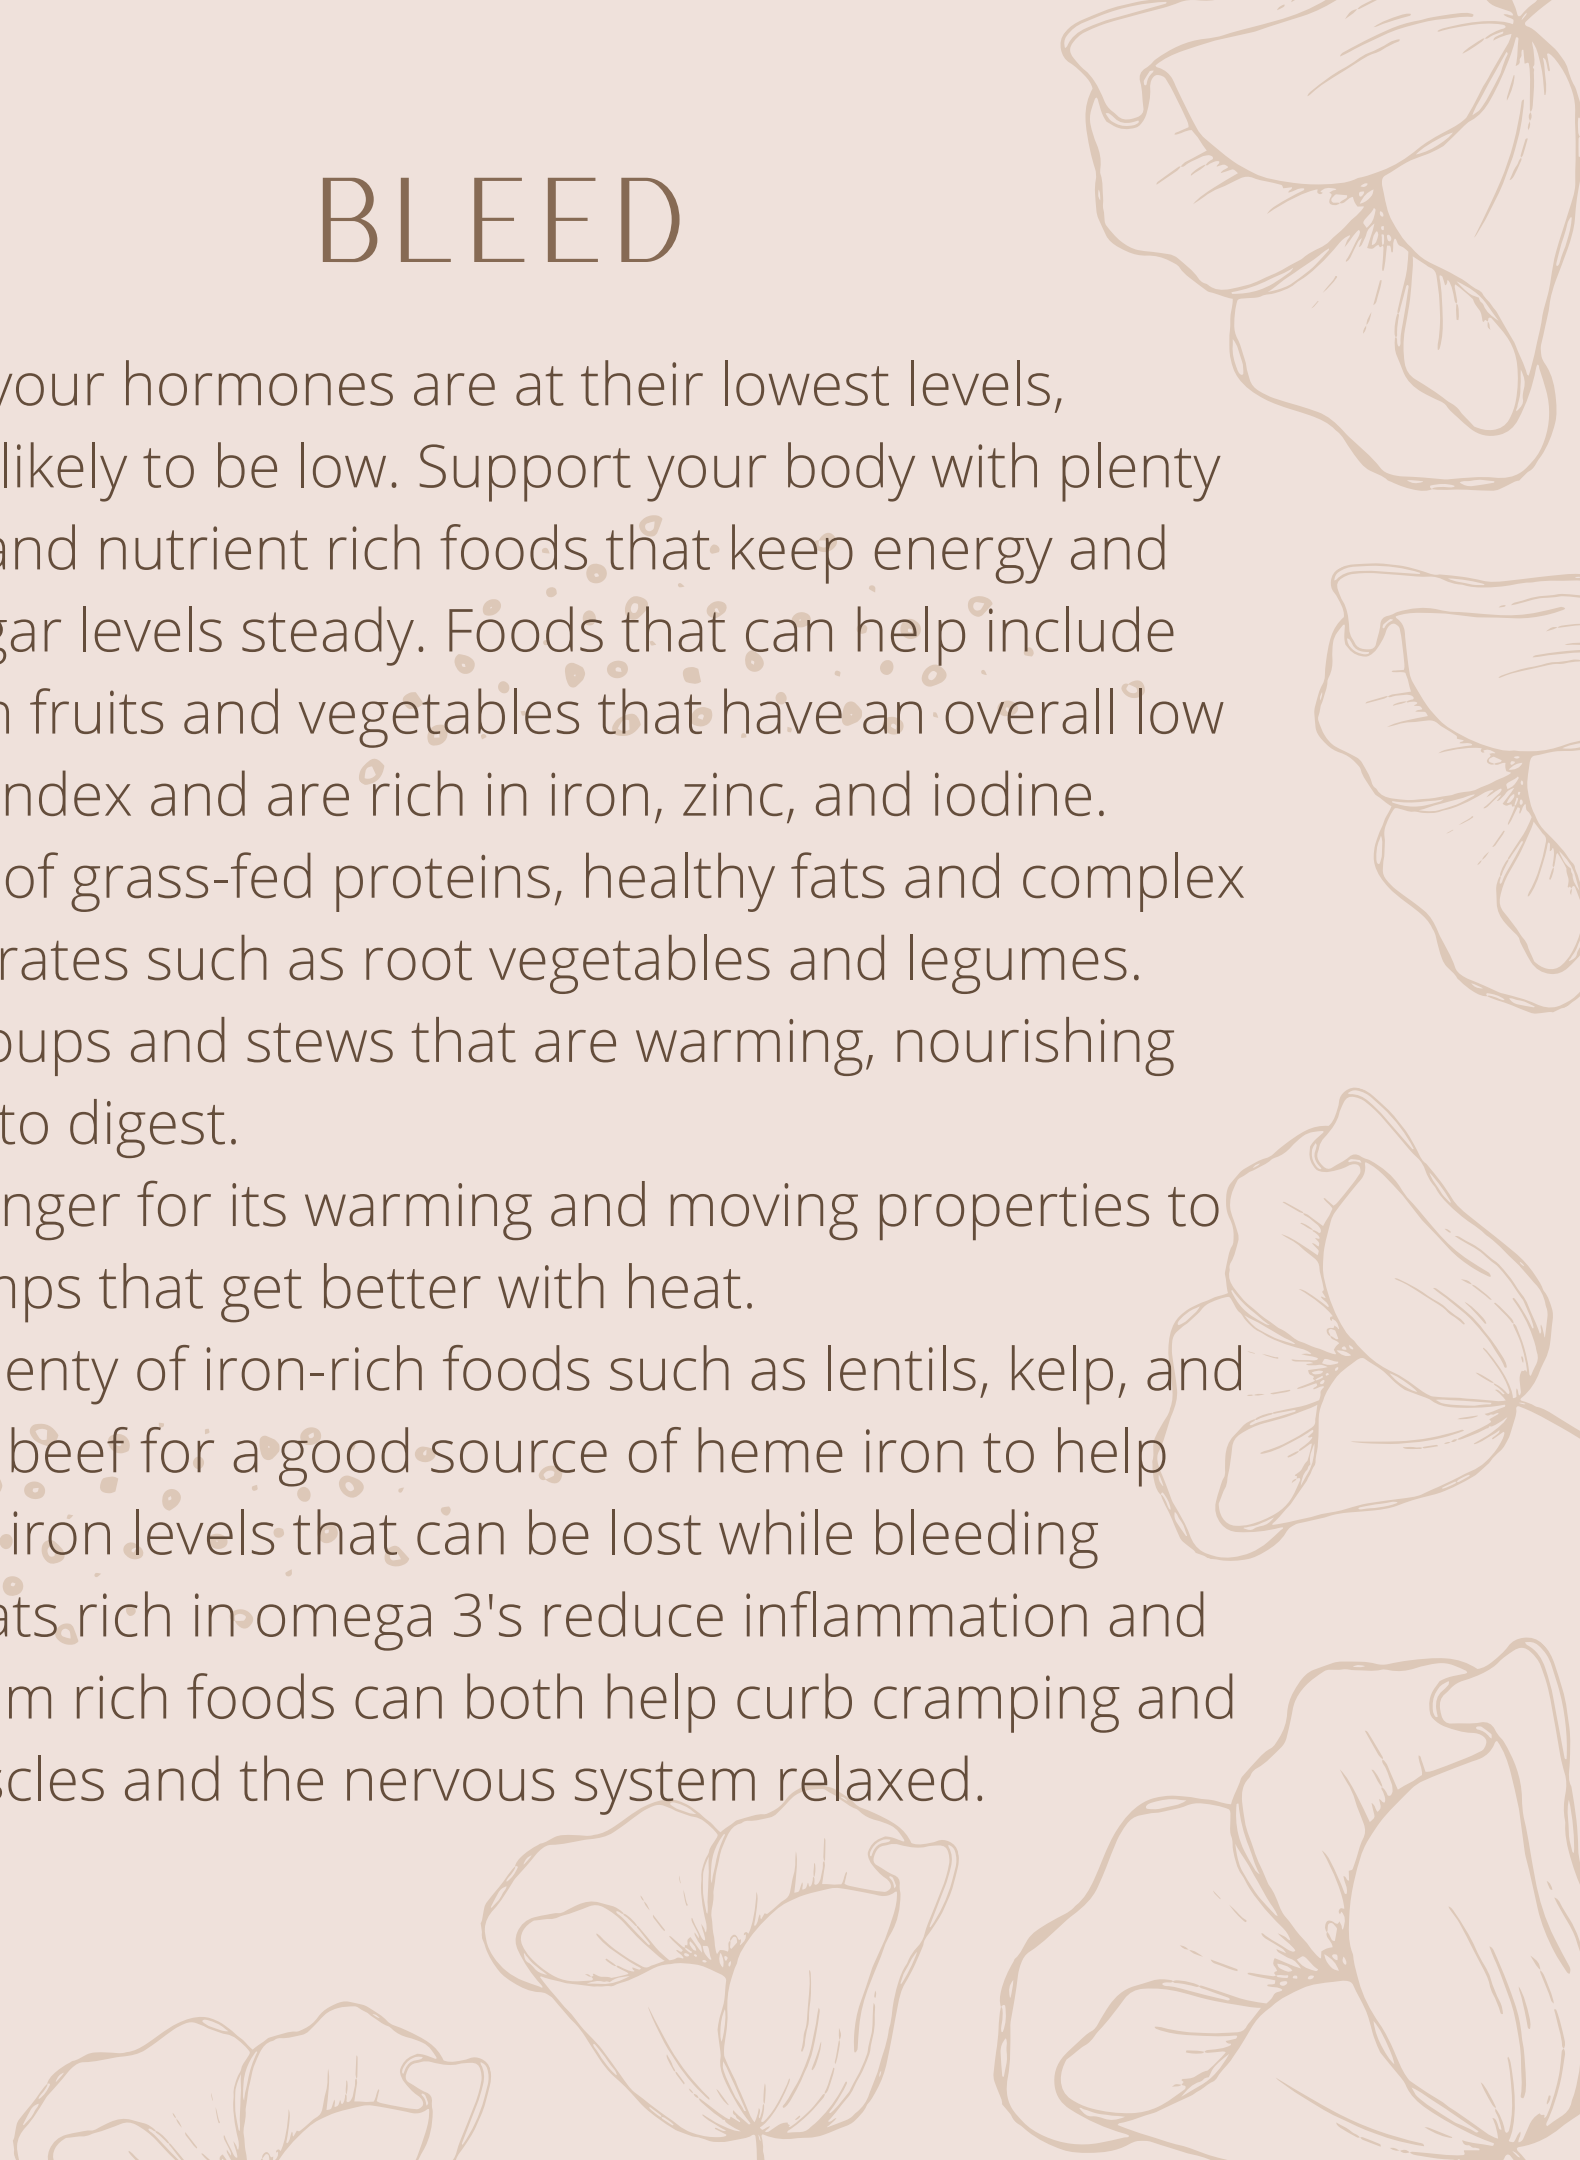 BLEED
your hormones are at their lowest levels,
likely to be low. Support your body with plenty
and nutrient rich foods that keep energy and
gar levels steady. Foods that can help include
n fruits and vegetables that have an overall low
ndex and are rich in iron, zinc, and iodine.
of grass-fed proteins, healthy fats and complex
rates such as root vegetables and legumes.
oups and stews that are warming, nourishing
to digest.
nger for its warming and moving properties to
mps that get better with heat.
enty of iron-rich foods such as lentils, kelp, and
beef for a good source of heme iron to help
iron levels that can be lost while bleeding
ats rich in omega 3's reduce inflammation and
m rich foods can both help curb cramping and
scles and the nervous system relaxed.